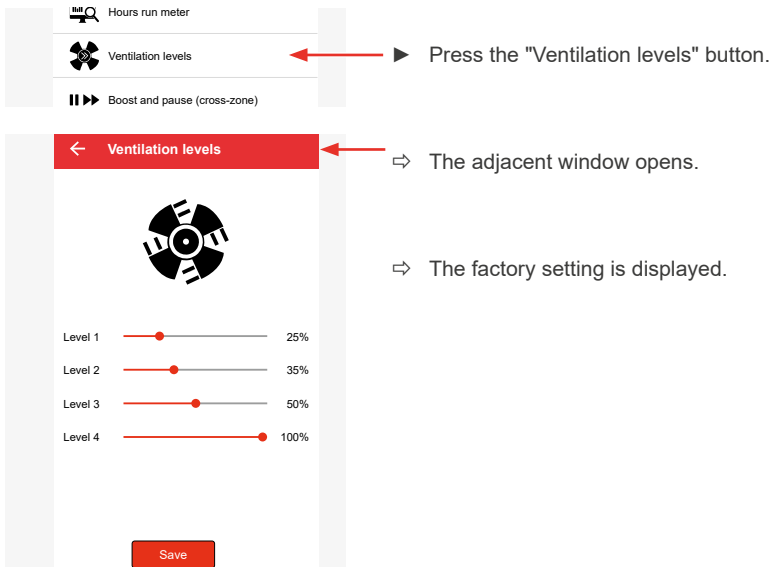 Hours run meter
Ventilation levels
► Press the "Ventilation levels" button.
Boost and pause (cross-zone)
← Ventilation levels
⇨ The adjacent window opens.
⇨ The factory setting is displayed.
Level 1 25%
Level 2 35%
Level 3 50%
Level 4 100%
Save